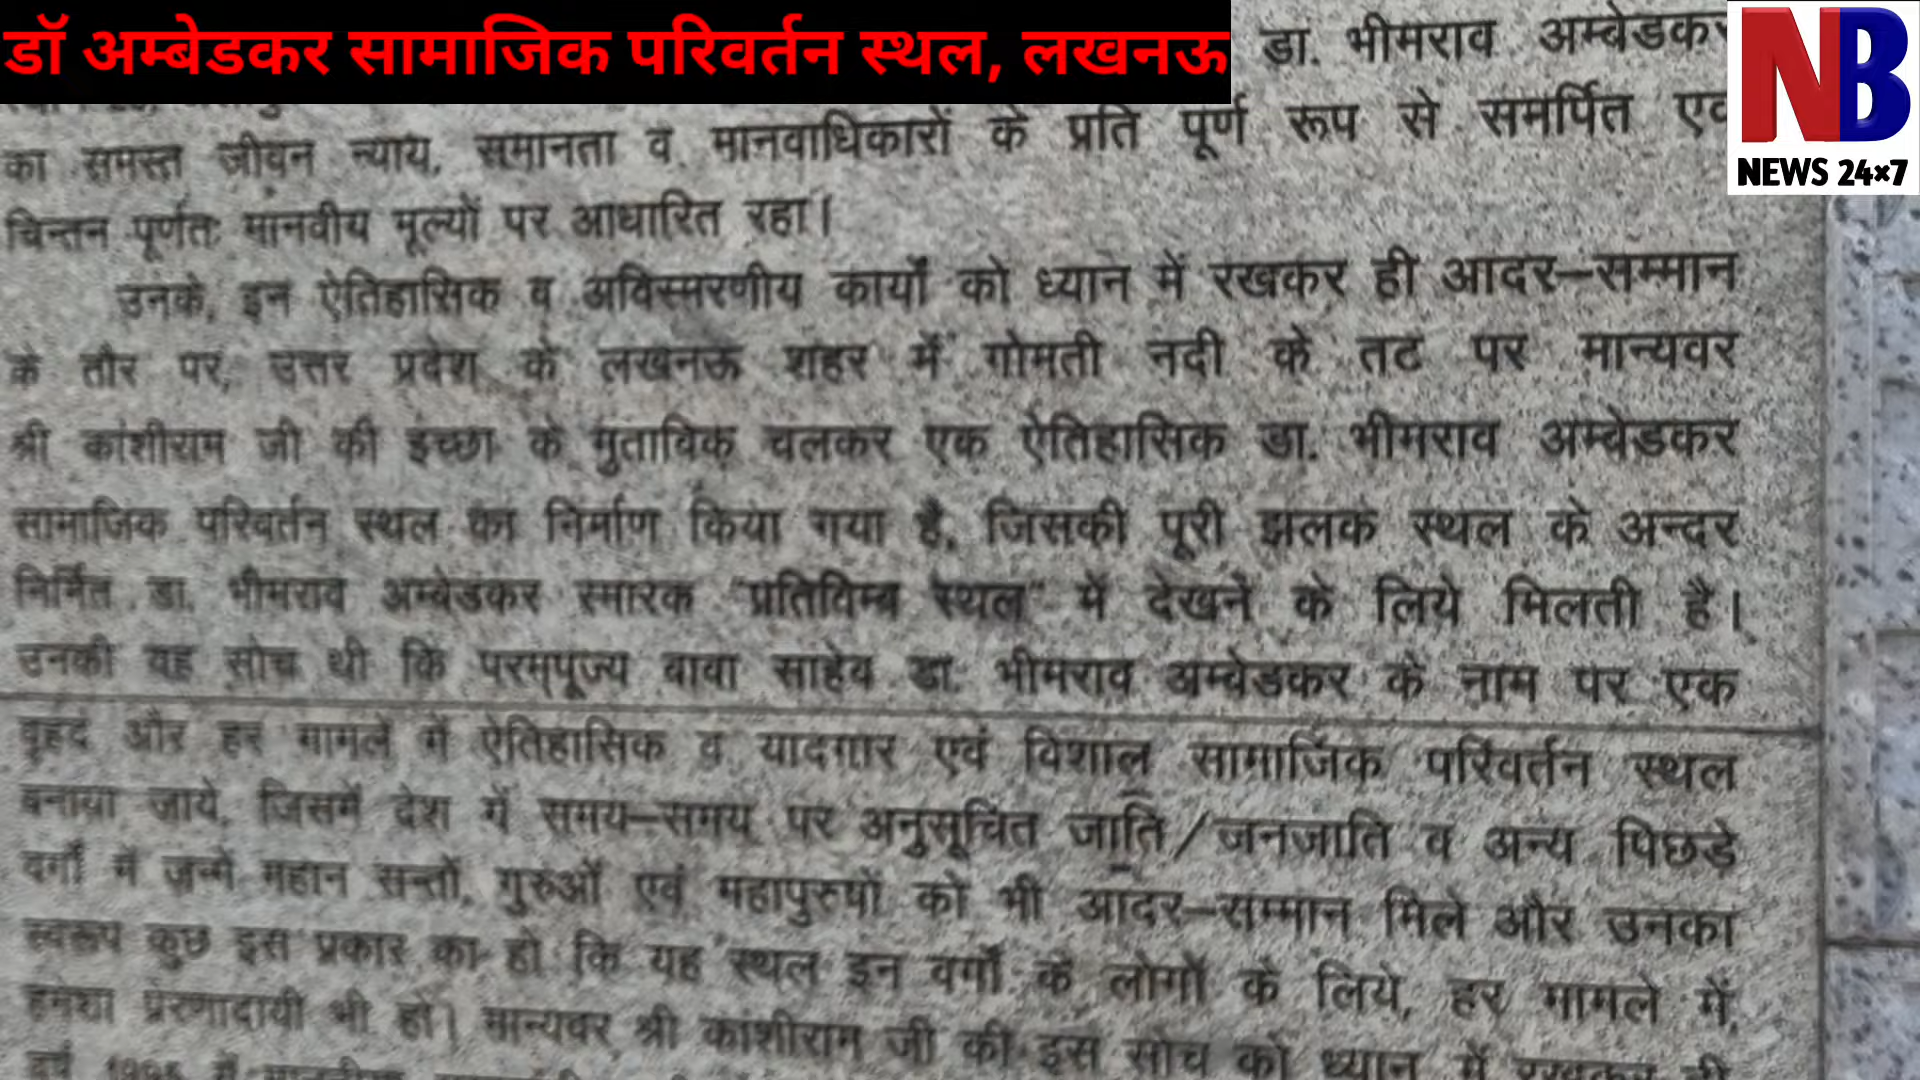 डॉ अम्बेडकर सामाजिक परिवर्तन स्थल, लखनऊ
NB
NEWS 24×7
डा. भीमराव अम्बेडकर
का समस्त जीवन न्याय, समानता व मानवाधिकारों के प्रति पूर्ण रूप से समर्पित एवं
चिन्तन पूर्णतः मानवीय मूल्यों पर आधारित रहा।
उनके, इन ऐतिहासिक व अविस्मरणीय कार्यों को ध्यान में रखकर ही आदर–सम्मान
के तौर पर, उत्तर प्रदेश के लखनऊ शहर में गोमती नदी के तट पर मान्यवर
श्री कांशीराम जी की इच्छा के मुताबिक चलकर एक ऐतिहासिक डा. भीमराव अम्बेडकर
सामाजिक परिवर्तन स्थल का निर्माण किया गया है, जिसकी पूरी झलक स्थल के अन्दर
निर्मित डा. भीमराव अम्बेडकर स्मारक "प्रतिबिम्ब स्थल" में देखने के लिये मिलती है।
उनकी यह सोच थी कि परमपूज्य बाबा साहेब डा. भीमराव अम्बेडकर के नाम पर एक
वृहद और हर मामले में ऐतिहासिक व यादगार एवं विशाल सामाजिक परिवर्तन स्थल
बनाया जाये, जिसमें देश में समय–समय पर अनुसूचित जाति/जनजाति व अन्य पिछड़े
वर्गों में जन्मे महान सन्तों, गुरुओं एवं महापुरुषों को भी आदर–सम्मान मिले और उनका
स्वरूप कुछ इस प्रकार का हो कि यह स्थल इन वर्गों के लोगों के लिये, हर मामले में,
हमेशा प्रेरणादायी भी हो। मान्यवर श्री कांशीराम जी की इस सोच को ध्यान में रखकर ही
वर्ष 1995 में